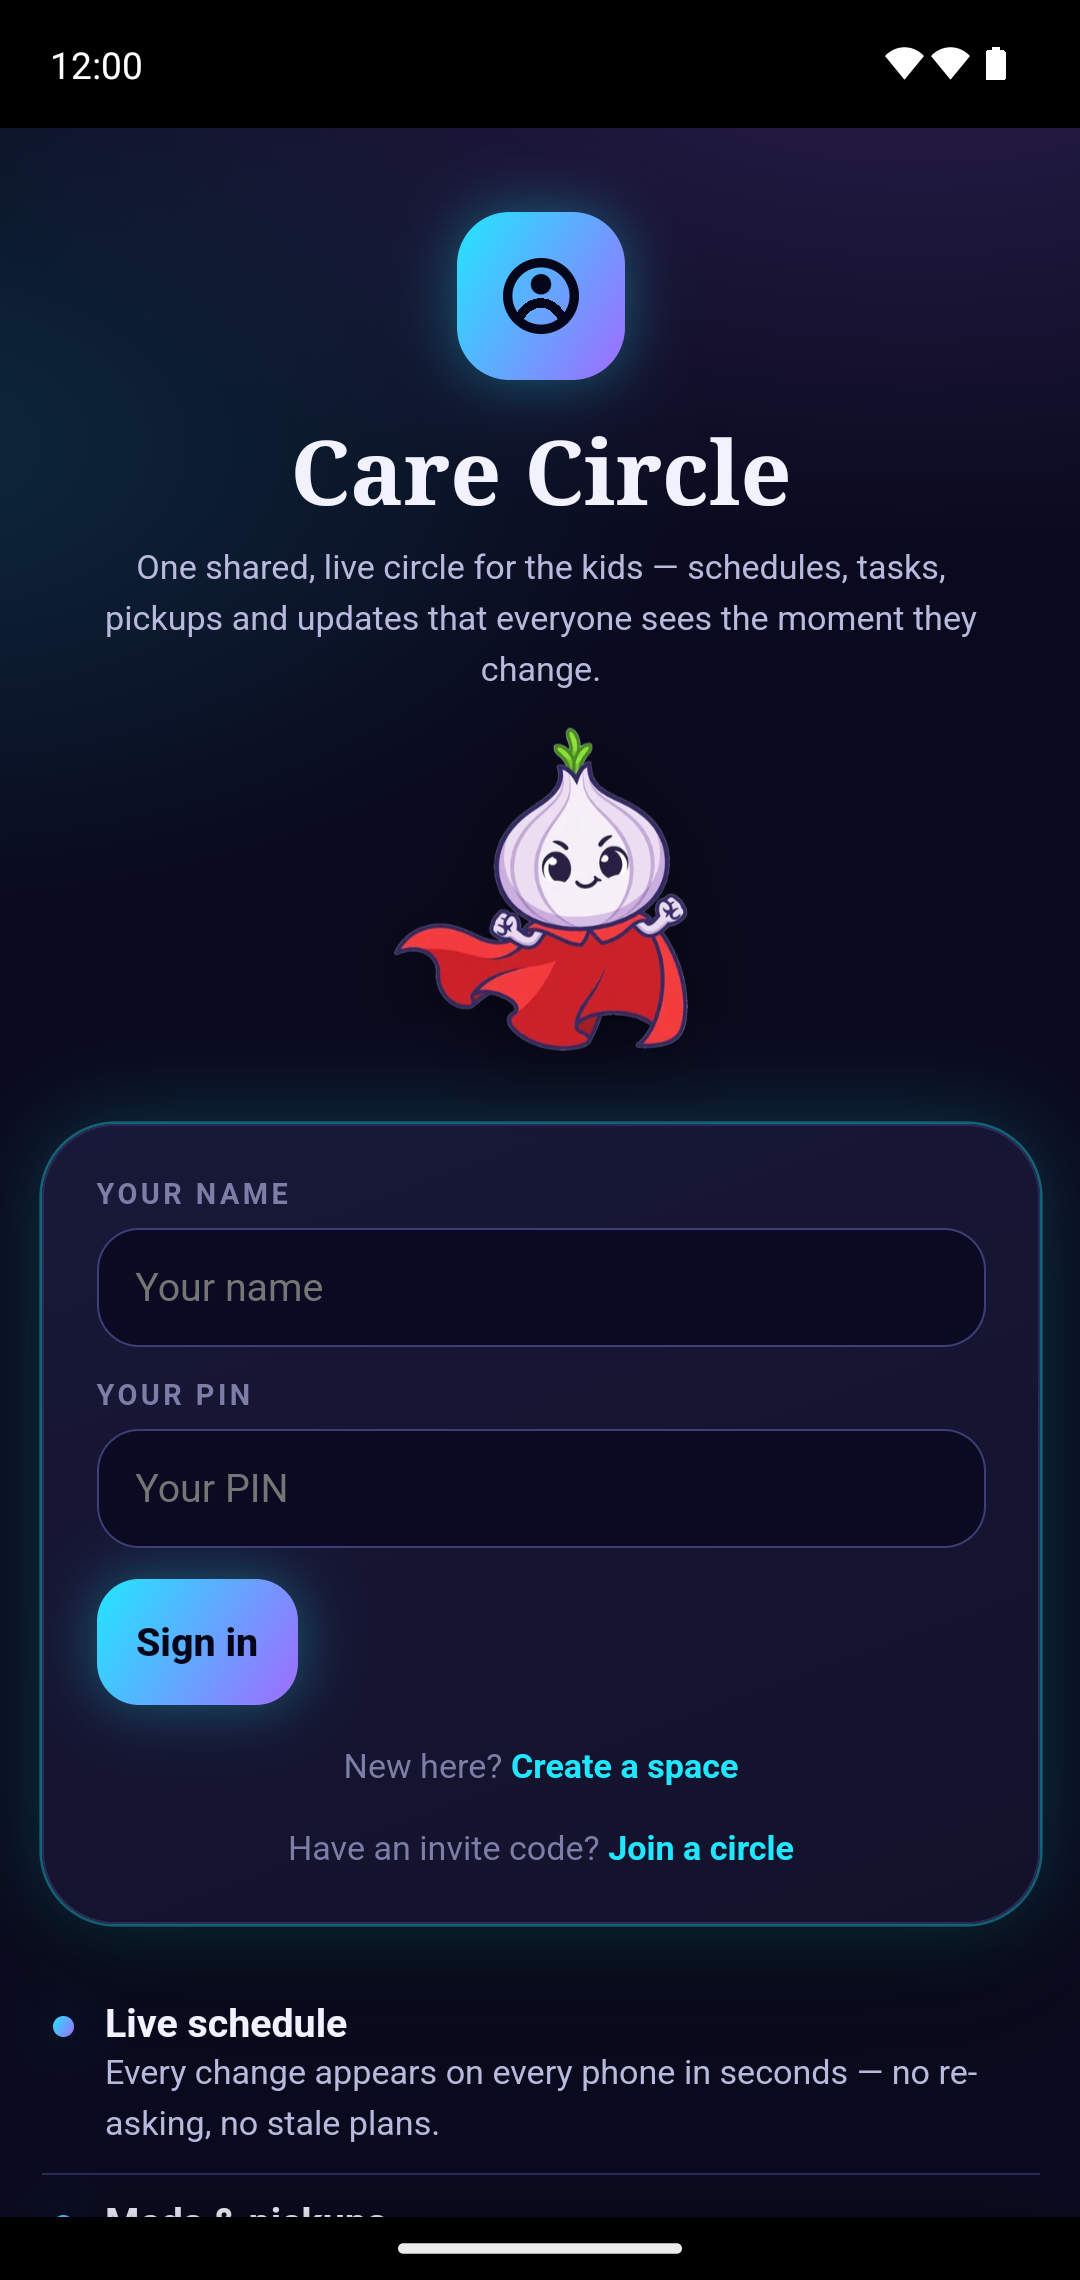 12:00
Care Circle
One shared, live circle for the kids — schedules, tasks,
pickups and updates that everyone sees the moment they
change.
YOUR NAME
Your name
YOUR PIN
Your PIN
Sign in
New here? Create a space
Have an invite code? Join a circle
Live schedule
Every change appears on every phone in seconds — no re-
asking, no stale plans.